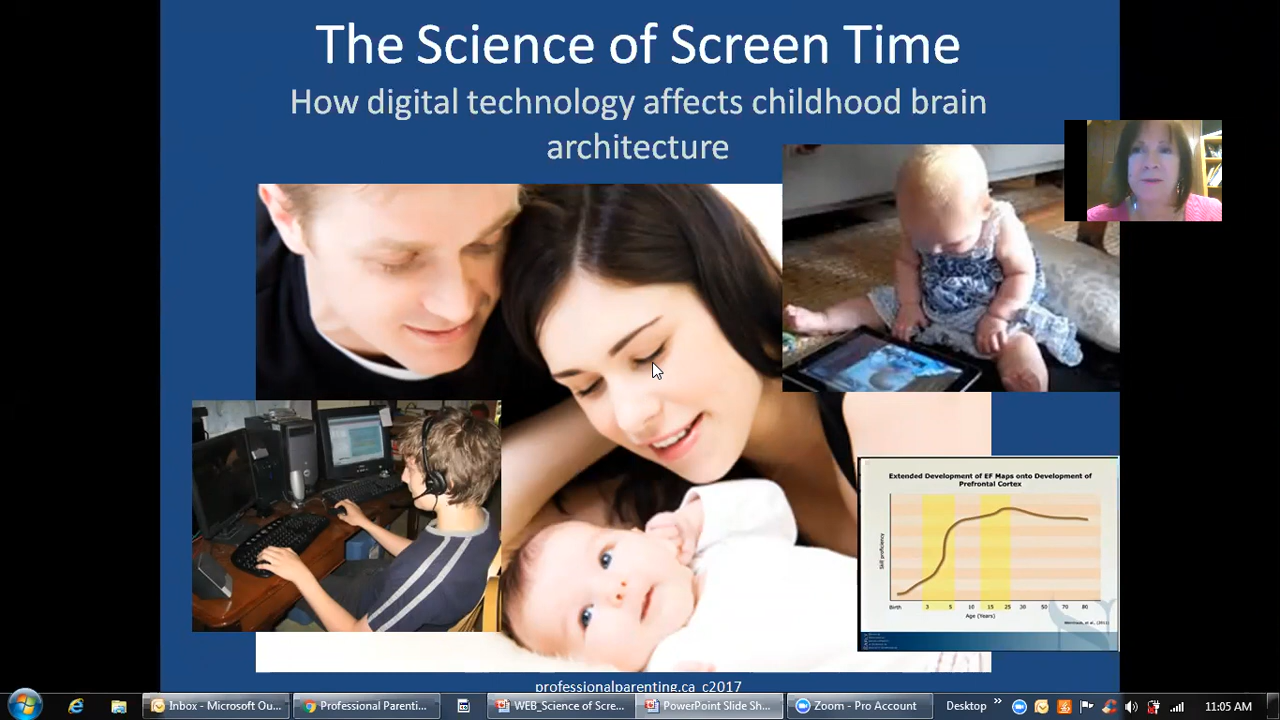 The Science of Screen Time
How digital technology affects childhood brain
architecture
Extended Development of EF Maps onto Development of
Prefrontal Cortex
Skill proficiency
Birth 3 5 10 15 25 30 50 70 80
Age (Years)
professionalparenting.ca c2017
Inbox - Microsoft Ou... Professional Parenti... WEB_Science of Scre... PowerPoint Slide Sh... Zoom - Pro Account Desktop 11:05 AM